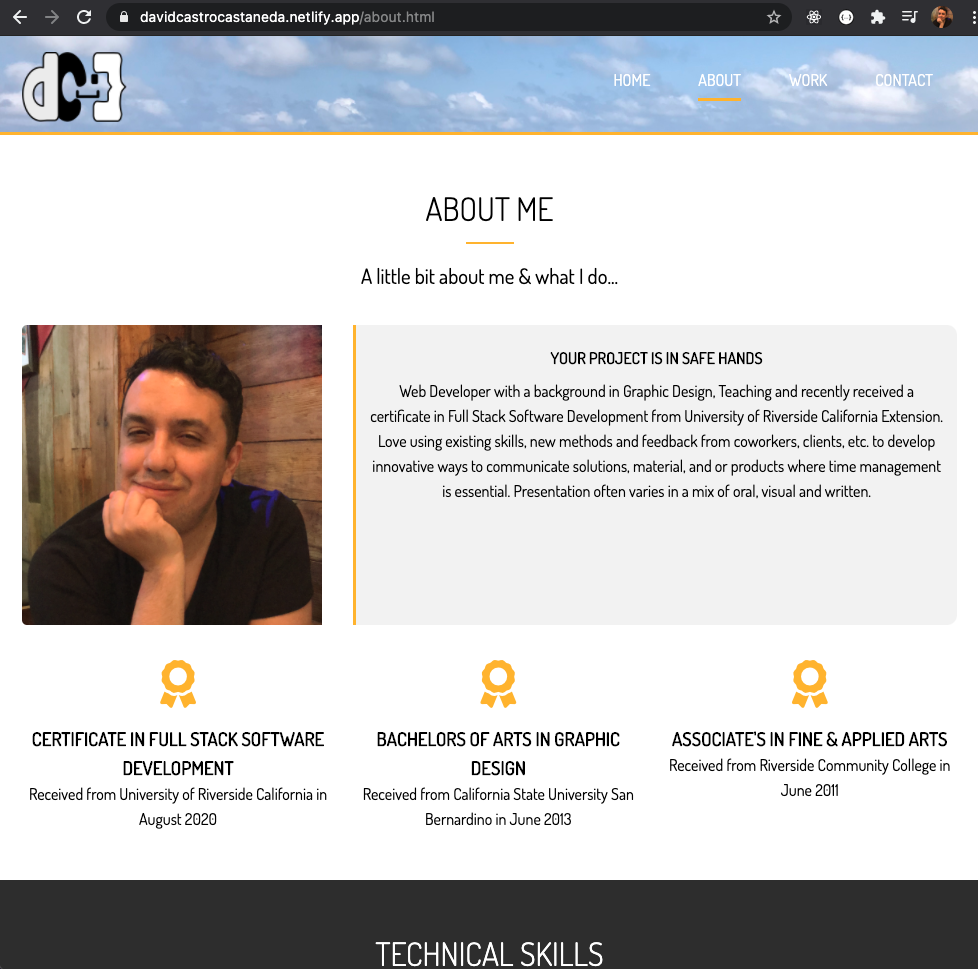 davidcastrocastaneda.netlify.app/about.html
dC:-}
HOME ABOUT WORK CONTACT
ABOUT ME
A little bit about me & what I do...
YOUR PROJECT IS IN SAFE HANDS
Web Developer with a background in Graphic Design, Teaching and recently received a
certificate in Full Stack Software Development from University of Riverside California Extension.
Love using existing skills, new methods and feedback from coworkers, clients, etc. to develop
innovative ways to communicate solutions, material, and or products where time management
is essential. Presentation often varies in a mix of oral, visual and written.
CERTIFICATE IN FULL STACK SOFTWARE
DEVELOPMENT
Received from University of Riverside California in
August 2020
BACHELORS OF ARTS IN GRAPHIC
DESIGN
Received from California State University San
Bernardino in June 2013
ASSOCIATE'S IN FINE & APPLIED ARTS
Received from Riverside Community College in
June 2011
TECHNICAL SKILLS